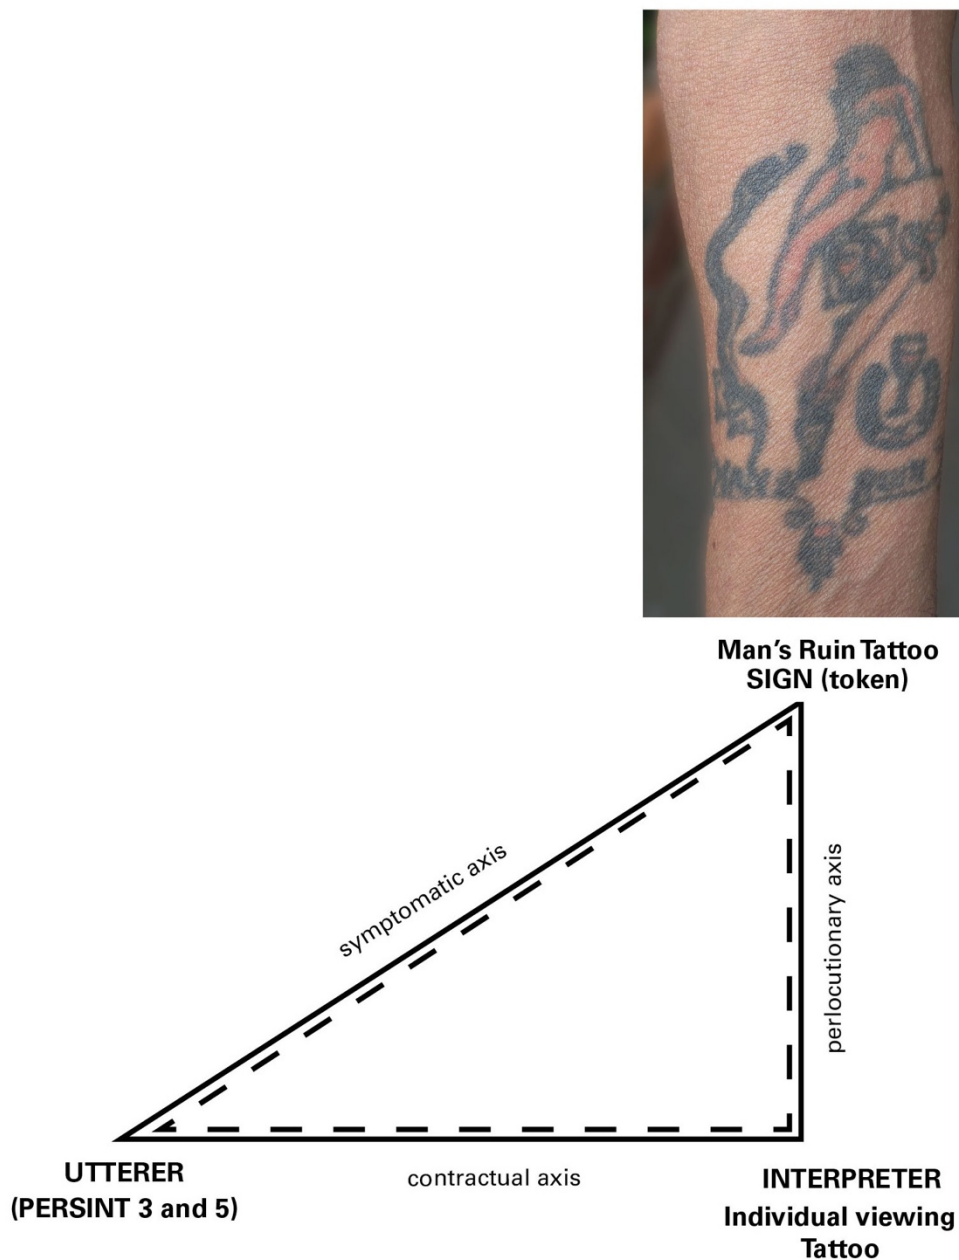 Man's Ruin Tattoo
SIGN (token)
symptomatic axis
perlocutionary axis
UTTERER
(PERSINT 3 and 5)
contractual axis
INTERPRETER
Individual viewing
Tattoo